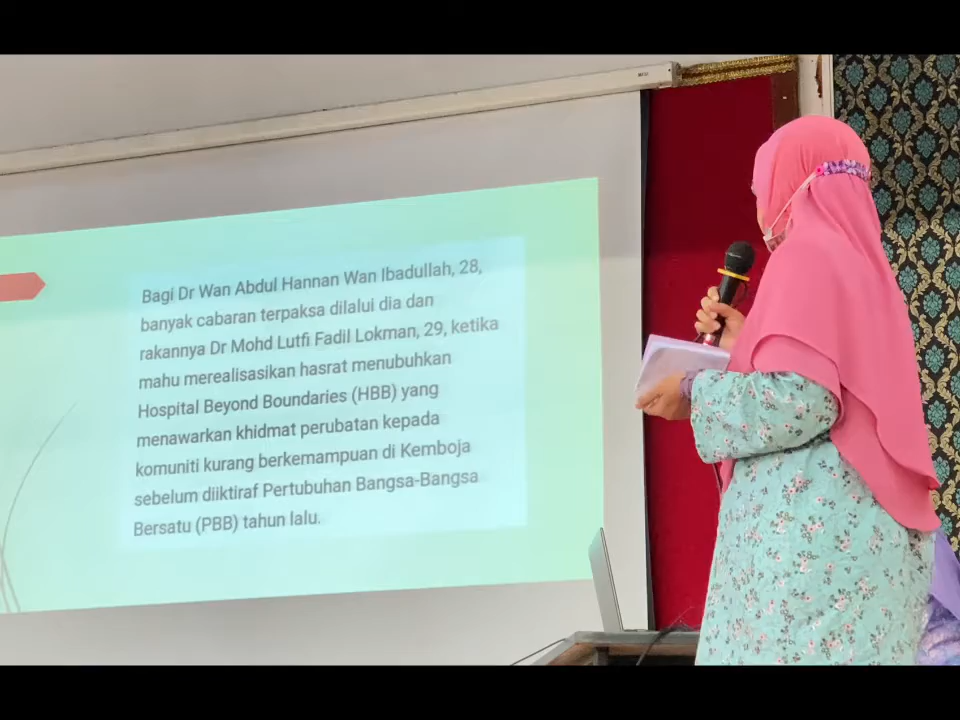 Bagi Dr Wan Abdul Hannan Wan Ibadullah, 28,
banyak cabaran terpaksa dilalui dia dan
rakannya Dr Mohd Lutfi Fadil Lokman, 29, ketika
mahu merealisasikan hasrat menubuhkan
Hospital Beyond Boundaries (HBB) yang
menawarkan khidmat perubatan kepada
komuniti kurang berkemampuan di Kemboja
sebelum diiktiraf Pertubuhan Bangsa-Bangsa
Bersatu (PBB) tahun lalu.